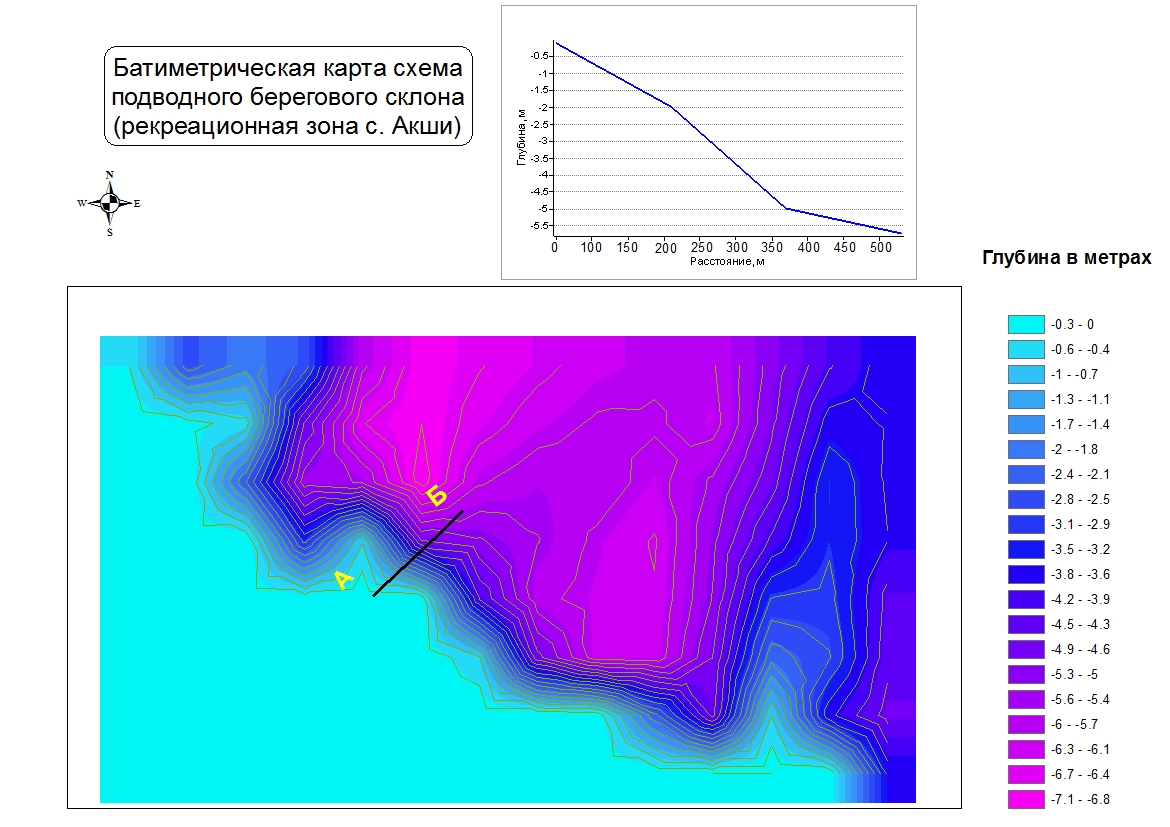 Батиметрическая карта схема
подводного берегового склона
(рекреационная зона с. Акши)
N
W E
S
Глубина, м
-0.5
-1
-1.5
-2
-2.5
-3
-3.5
-4
-4.5
-5
-5.5
0 100 150 200 250 300 350 400 450 500
Расстояние, м
Глубина в метрах
-0.3 - 0
-0.6 - -0.4
-1 - -0.7
-1.3 - -1.1
-1.7 - -1.4
-2 - -1.8
-2.4 - -2.1
-2.8 - -2.5
-3.1 - -2.9
-3.5 - -3.2
-3.8 - -3.6
-4.2 - -3.9
-4.5 - -4.3
-4.9 - -4.6
-5.3 - -5
-5.6 - -5.4
-6 - -5.7
-6.3 - -6.1
-6.7 - -6.4
-7.1 - -6.8
Б
А